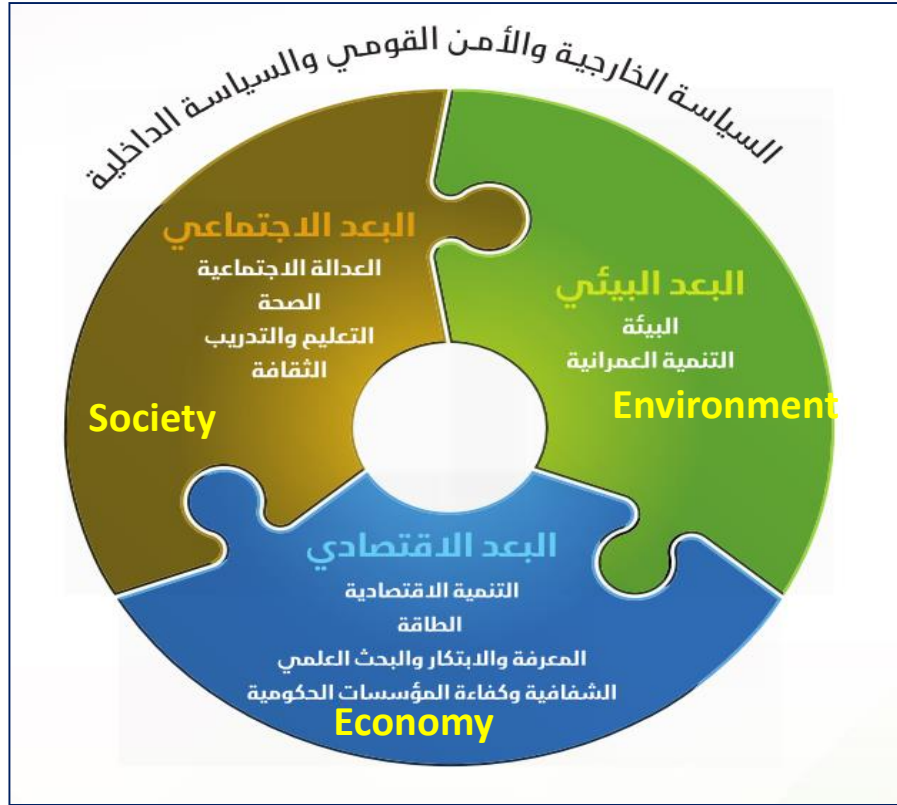 السياسة الخارجية والأمن القومي والسياسة الداخلية
البعد الاجتماعي
العدالة الاجتماعية
الصحة
التعليم والتدريب
الثقافة
Society
البعد البيئي
البيئة
التنمية العمرانية
Environment
البعد الاقتصادي
التنمية الاقتصادية
الطاقة
المعرفة والابتكار والبحث العلمي
الشفافية وكفاءة المؤسسات الحكومية
Economy